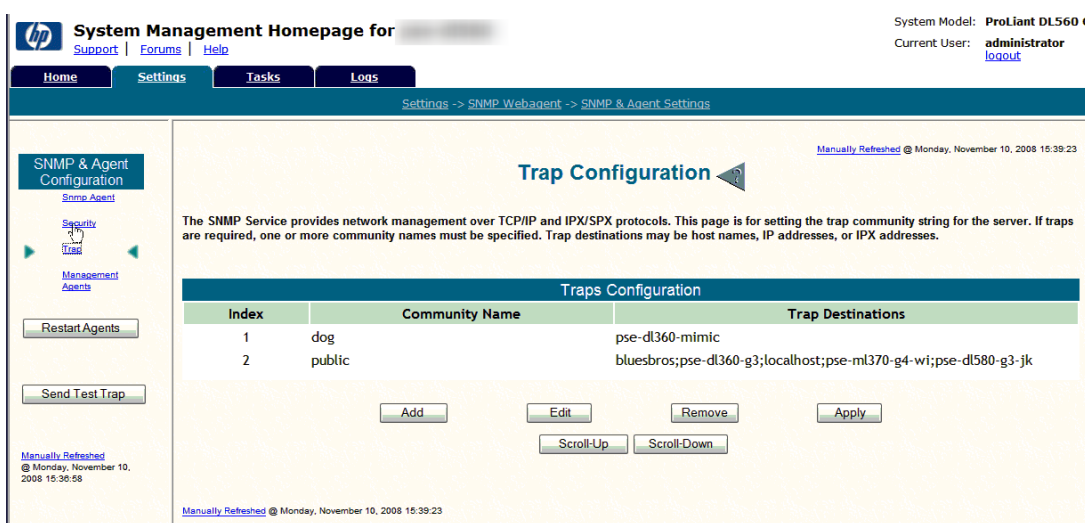 hp
System Management Homepage for
Support | Forums | Help
System Model: ProLiant DL560
Current User: administrator
logout
Home Settings Tasks Logs
Settings -> SNMP Webagent -> SNMP & Agent Settings
SNMP & Agent
Configuration
Snmp Agent
Security
Trap
Management
Agents
Restart Agents
Send Test Trap
Manually Refreshed
@ Monday, November 10,
2008 15:36:58
Manually Refreshed @ Monday, November 10, 2008 15:39:23
Trap Configuration ?
The SNMP Service provides network management over TCP/IP and IPX/SPX protocols. This page is for setting the trap community string for the server. If traps
are required, one or more community names must be specified. Trap destinations may be host names, IP addresses, or IPX addresses.
Traps Configuration
Index Community Name Trap Destinations
1 dog pse-dl360-mimic
2 public bluesbros;pse-dl360-g3;localhost;pse-ml370-g4-wi;pse-dl580-g3-jk
Add Edit Remove Apply
Scroll-Up Scroll-Down
Manually Refreshed @ Monday, November 10, 2008 15:39:23